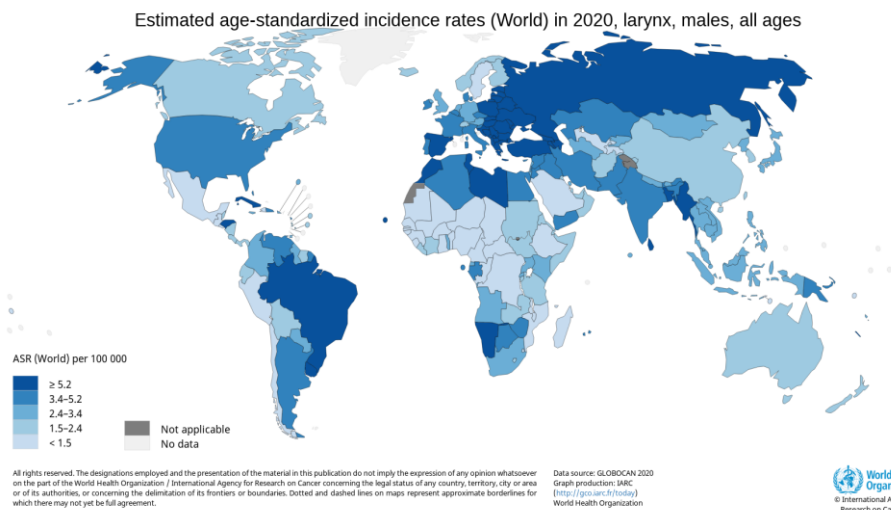 Estimated age-standardized incidence rates (World) in 2020, larynx, males, all ages
ASR (World) per 100 000
≥ 5.2
3.4–5.2
2.4–3.4
1.5–2.4
< 1.5
Not applicable
No data
All rights reserved. The designations employed and the presentation of the material in this publication do not imply the expression of any opinion whatsoever
on the part of the World Health Organization / International Agency for Research on Cancer concerning the legal status of any country, territory, city or area
or of its authorities, or concerning the delimitation of its frontiers or boundaries. Dotted and dashed lines on maps represent approximate borderlines for
which there may not yet be full agreement.
Data source: GLOBOCAN 2020
Graph production: IARC
(http://gco.iarc.fr/today)
World Health Organization
World
Organ
© International A
Research on Ca